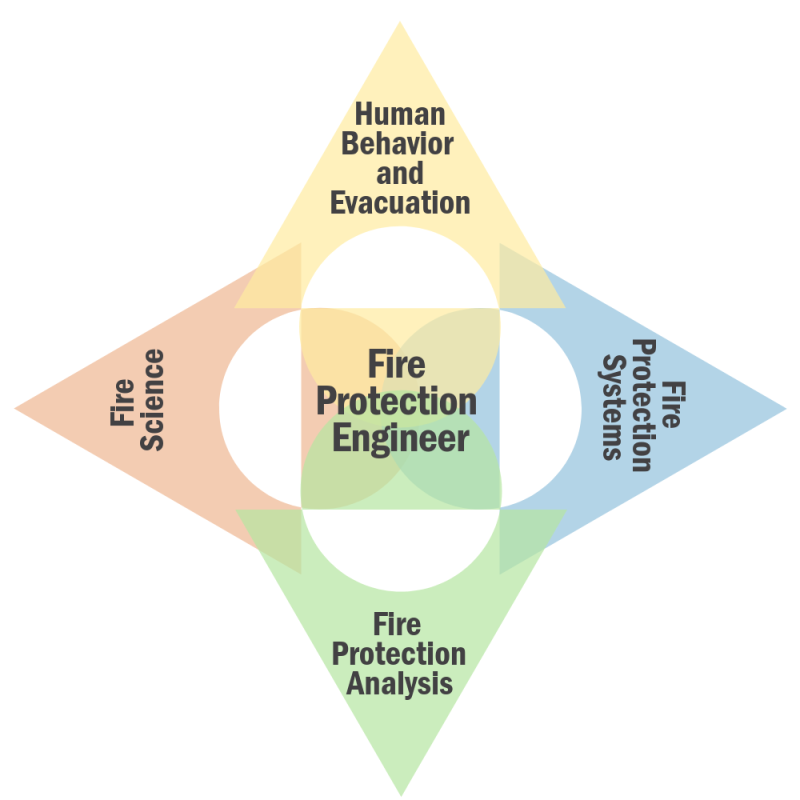 Human
Behavior
and
Evacuation
Fire
Science
Fire
Protection
Engineer
Fire
Protection
Systems
Fire
Protection
Analysis